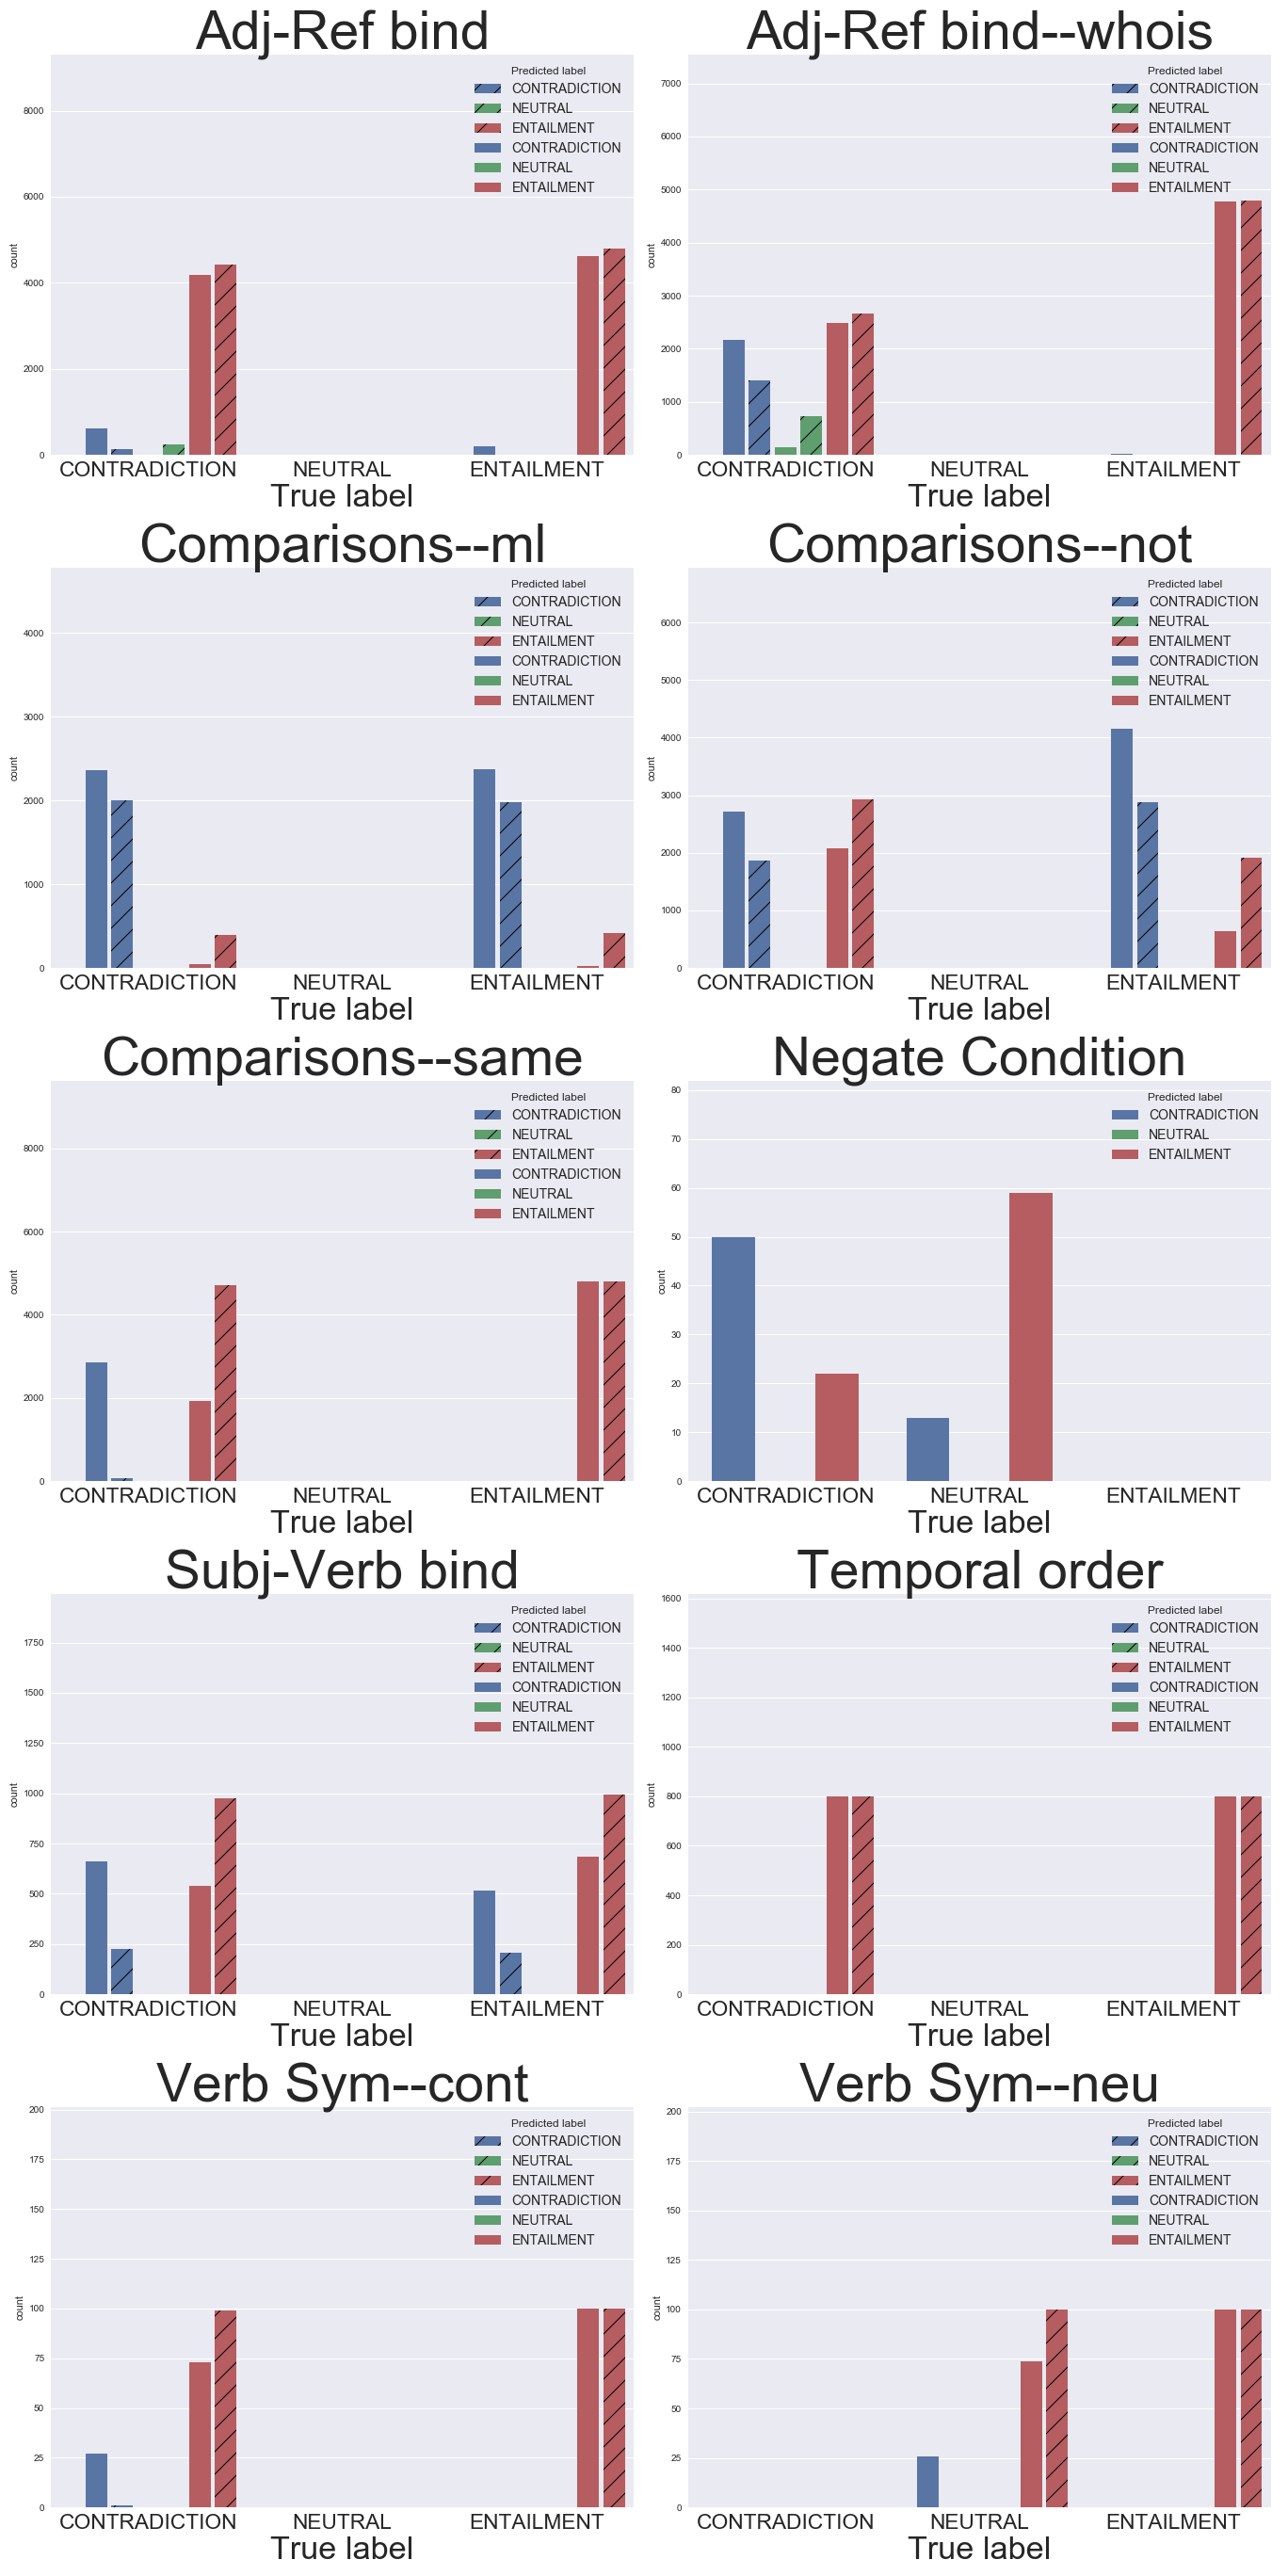 Adj-Ref bind
Predicted label
CONTRADICTION
NEUTRAL
ENTAILMENT
CONTRADICTION
NEUTRAL
ENTAILMENT
8000
6000
4000
2000
0
count
CONTRADICTION NEUTRAL ENTAILMENT
True label
Adj-Ref bind--whois
Predicted label
CONTRADICTION
NEUTRAL
ENTAILMENT
CONTRADICTION
NEUTRAL
ENTAILMENT
7000
6000
5000
4000
3000
2000
1000
0
count
CONTRADICTION NEUTRAL ENTAILMENT
True label
Comparisons--ml
Predicted label
CONTRADICTION
NEUTRAL
ENTAILMENT
CONTRADICTION
NEUTRAL
ENTAILMENT
4000
3000
2000
1000
0
count
CONTRADICTION NEUTRAL ENTAILMENT
True label
Comparisons--not
Predicted label
CONTRADICTION
NEUTRAL
ENTAILMENT
CONTRADICTION
NEUTRAL
ENTAILMENT
6000
5000
4000
3000
2000
1000
0
count
CONTRADICTION NEUTRAL ENTAILMENT
True label
Comparisons--same
Predicted label
CONTRADICTION
NEUTRAL
ENTAILMENT
CONTRADICTION
NEUTRAL
ENTAILMENT
8000
6000
4000
2000
0
count
CONTRADICTION NEUTRAL ENTAILMENT
True label
Negate Condition
Predicted label
CONTRADICTION
NEUTRAL
ENTAILMENT
80
70
60
50
40
30
20
10
0
count
CONTRADICTION NEUTRAL ENTAILMENT
True label
Subj-Verb bind
Predicted label
CONTRADICTION
NEUTRAL
ENTAILMENT
CONTRADICTION
NEUTRAL
ENTAILMENT
1750
1500
1250
1000
750
500
250
0
count
CONTRADICTION NEUTRAL ENTAILMENT
True label
Temporal order
Predicted label
CONTRADICTION
NEUTRAL
ENTAILMENT
CONTRADICTION
NEUTRAL
ENTAILMENT
1600
1400
1200
1000
800
600
400
200
0
count
CONTRADICTION NEUTRAL ENTAILMENT
True label
Verb Sym--cont
Predicted label
CONTRADICTION
NEUTRAL
ENTAILMENT
CONTRADICTION
NEUTRAL
ENTAILMENT
200
175
150
125
100
75
50
25
0
count
CONTRADICTION NEUTRAL ENTAILMENT
True label
Verb Sym--neu
Predicted label
CONTRADICTION
NEUTRAL
ENTAILMENT
CONTRADICTION
NEUTRAL
ENTAILMENT
200
175
150
125
100
75
50
25
0
count
CONTRADICTION NEUTRAL ENTAILMENT
True label